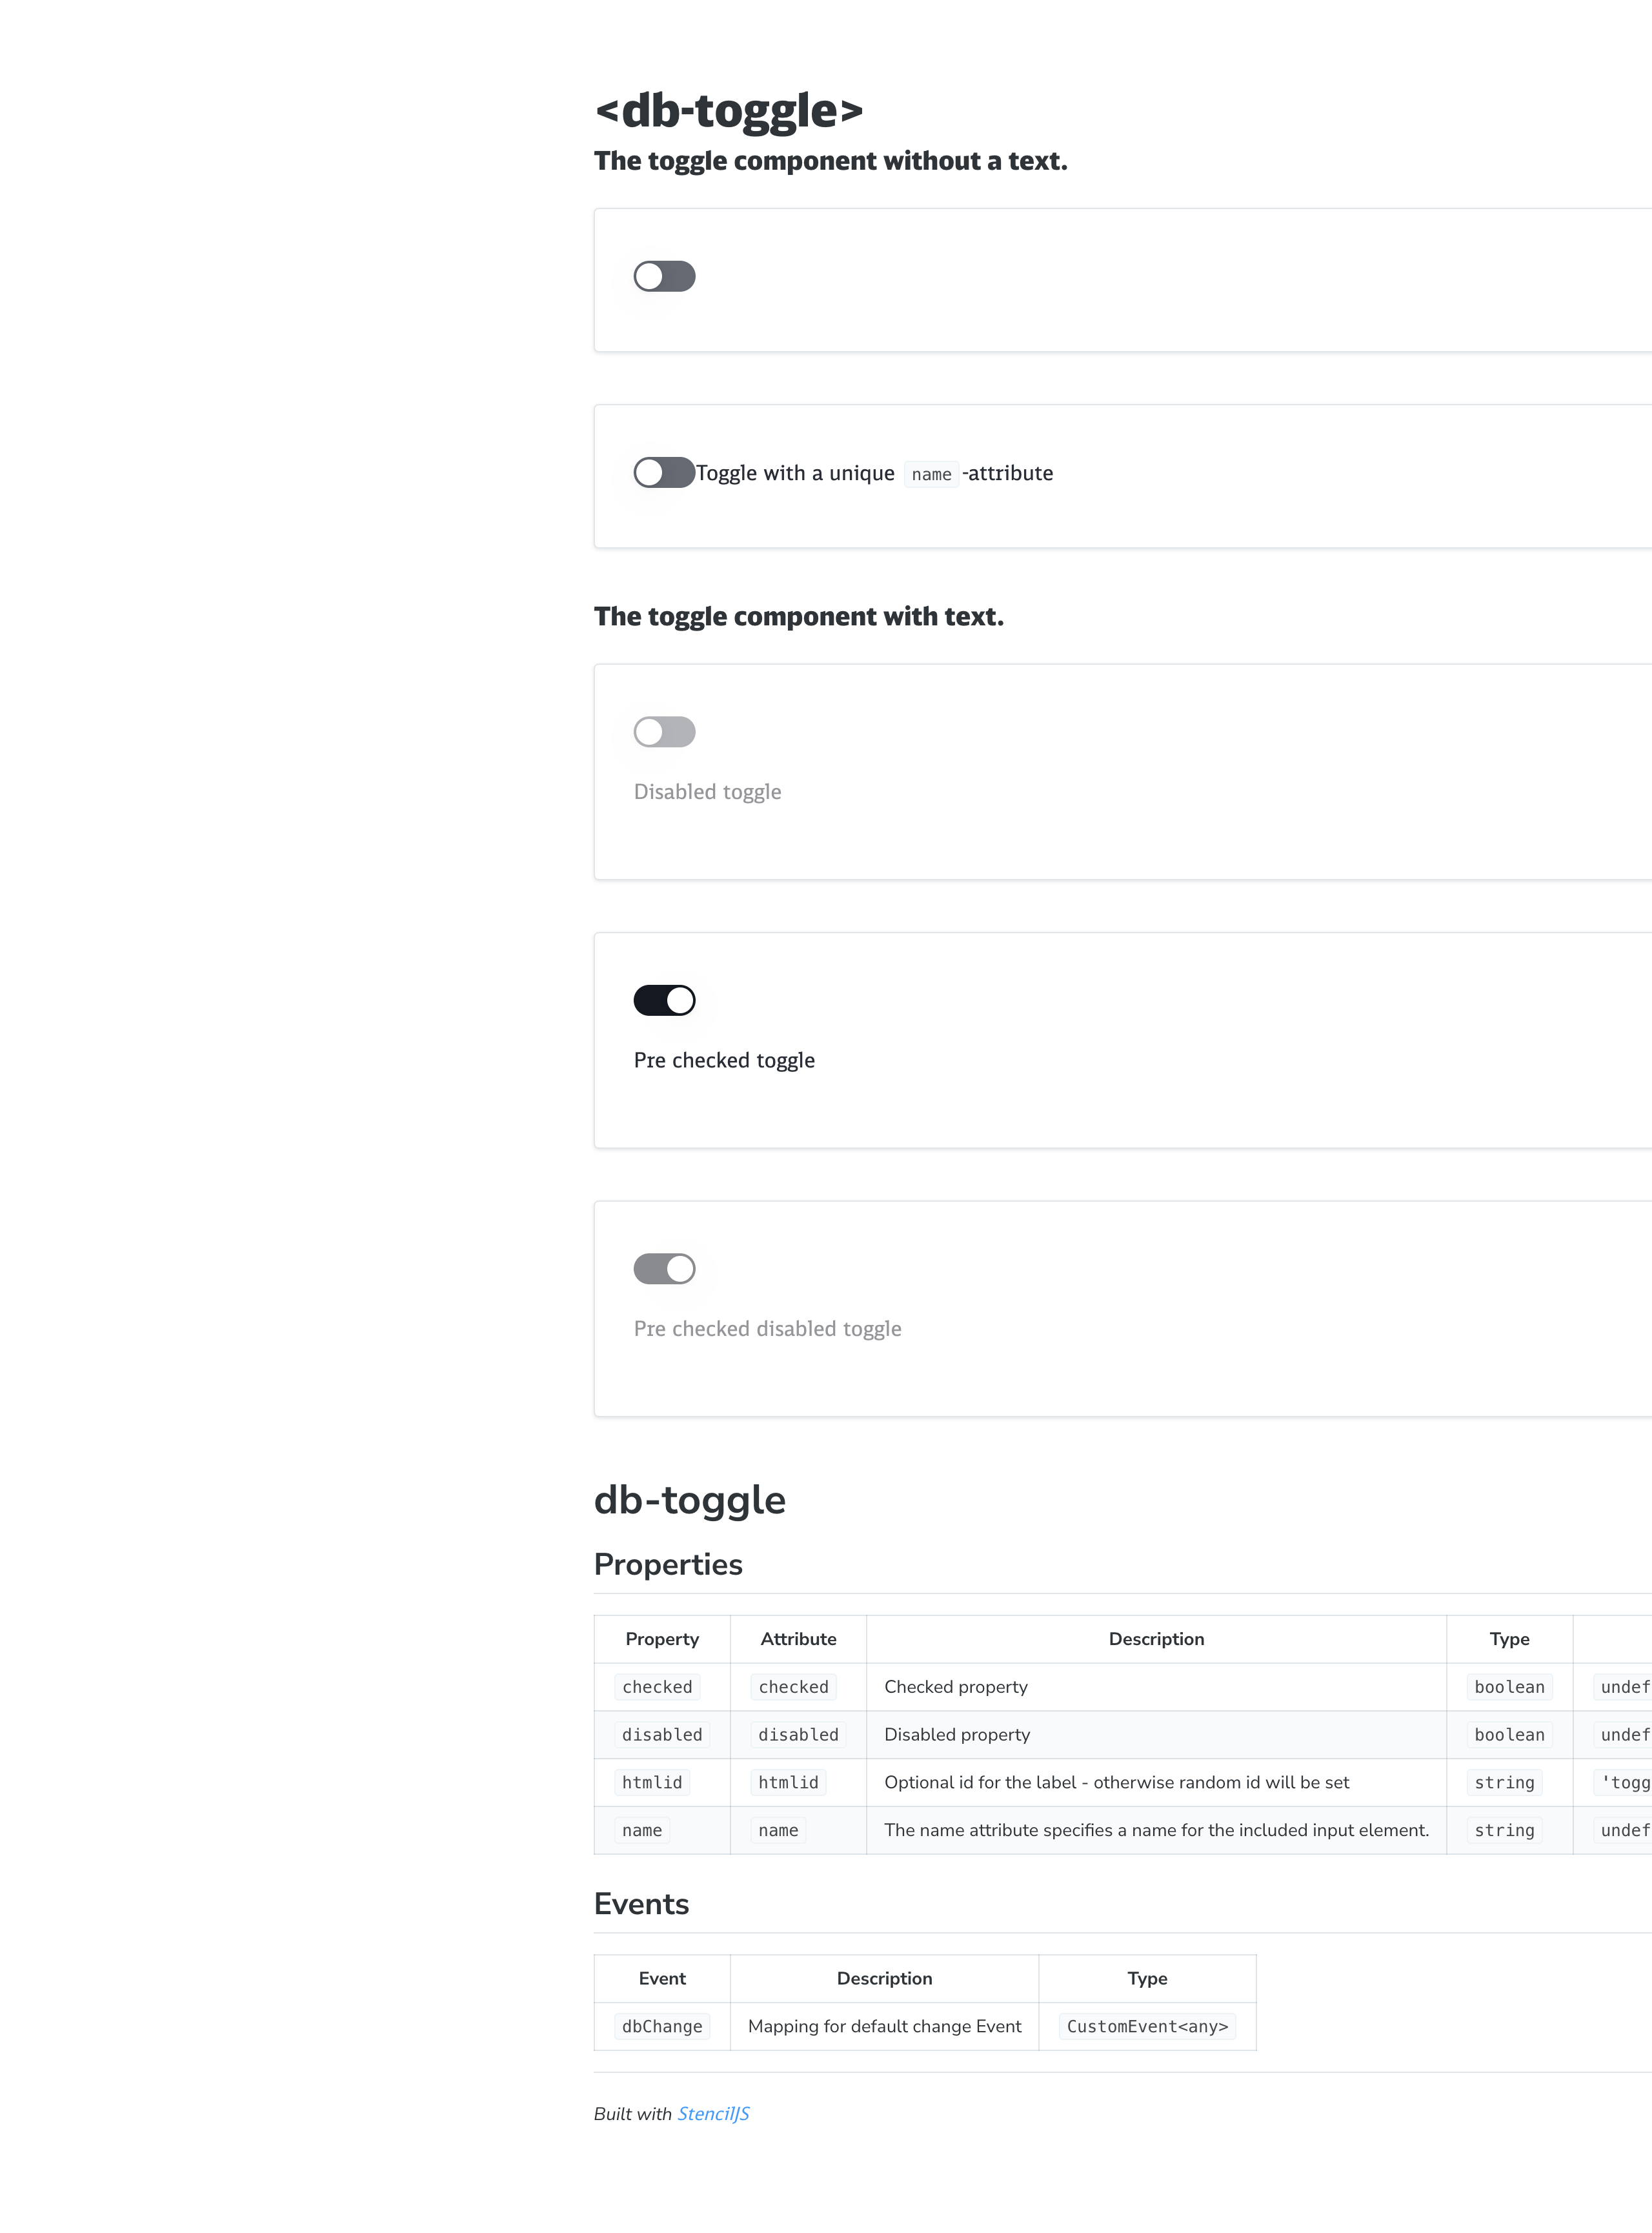 <db-toggle>
The toggle component without a text.
Toggle with a unique name -attribute
The toggle component with text.
Disabled toggle
Pre checked toggle
Pre checked disabled toggle
db-toggle
Properties
Property Attribute Description Type
checked checked Checked property boolean undef
disabled disabled Disabled property boolean undef
htmlid htmlid Optional id for the label - otherwise random id will be set string 'togg
name name The name attribute specifies a name for the included input element. string undef
Events
Event Description Type
dbChange Mapping for default change Event CustomEvent<any>
Built with StencilJS